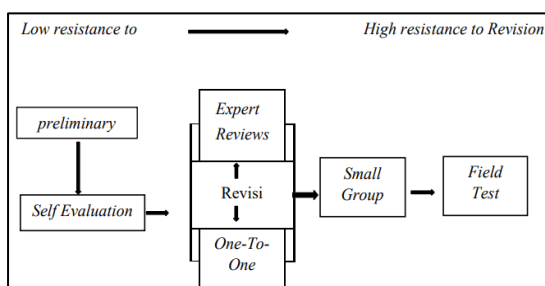 Low resistance to
High resistance to Revision
preliminary
Expert
Reviews
Self Evaluation
Revisi
Small
Group
Field
Test
One-To-
One